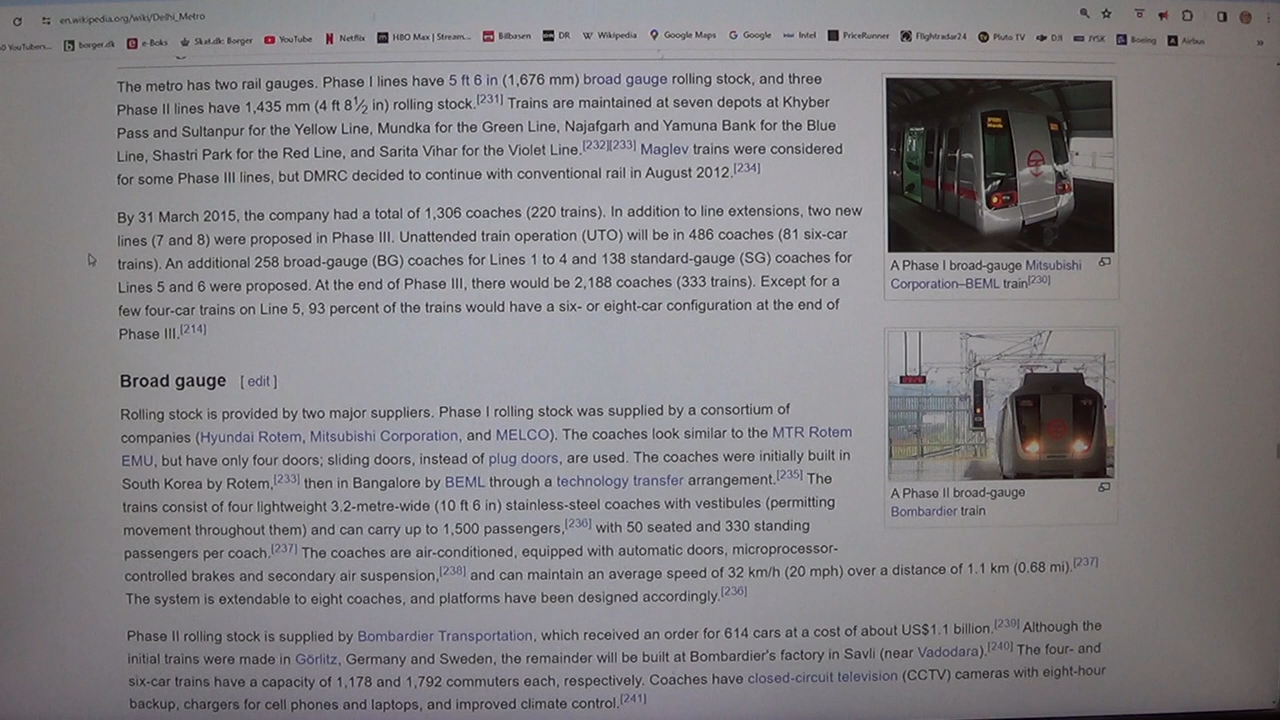 en.wikipedia.org/wiki/Delhi_Metro
YouTubers... borger.dk e-Boks Skat.dk: Borger YouTube Netflix HBO Max | Stream... Bilbasen DR Wikipedia Google Maps Google Intel PriceRunner Flightradar24 Pluto TV DJI JYSK Boeing Airbus »
The metro has two rail gauges. Phase I lines have 5 ft 6 in (1,676 mm) broad gauge rolling stock, and three
Phase II lines have 1,435 mm (4 ft 8½ in) rolling stock.[231] Trains are maintained at seven depots at Khyber
Pass and Sultanpur for the Yellow Line, Mundka for the Green Line, Najafgarh and Yamuna Bank for the Blue
Line, Shastri Park for the Red Line, and Sarita Vihar for the Violet Line.[232][233] Maglev trains were considered
for some Phase III lines, but DMRC decided to continue with conventional rail in August 2012.[234]
By 31 March 2015, the company had a total of 1,306 coaches (220 trains). In addition to line extensions, two new
lines (7 and 8) were proposed in Phase III. Unattended train operation (UTO) will be in 486 coaches (81 six-car
trains). An additional 258 broad-gauge (BG) coaches for Lines 1 to 4 and 138 standard-gauge (SG) coaches for
Lines 5 and 6 were proposed. At the end of Phase III, there would be 2,188 coaches (333 trains). Except for a
few four-car trains on Line 5, 93 percent of the trains would have a six- or eight-car configuration at the end of
Phase III.[214]
A Phase I broad-gauge Mitsubishi
Corporation–BEML train[230]
A Phase II broad-gauge
Bombardier train
Broad gauge [ edit ]
Rolling stock is provided by two major suppliers. Phase I rolling stock was supplied by a consortium of
companies (Hyundai Rotem, Mitsubishi Corporation, and MELCO). The coaches look similar to the MTR Rotem
EMU, but have only four doors; sliding doors, instead of plug doors, are used. The coaches were initially built in
South Korea by Rotem,[233] then in Bangalore by BEML through a technology transfer arrangement.[235] The
trains consist of four lightweight 3.2-metre-wide (10 ft 6 in) stainless-steel coaches with vestibules (permitting
movement throughout them) and can carry up to 1,500 passengers,[236] with 50 seated and 330 standing
passengers per coach.[237] The coaches are air-conditioned, equipped with automatic doors, microprocessor-
controlled brakes and secondary air suspension,[238] and can maintain an average speed of 32 km/h (20 mph) over a distance of 1.1 km (0.68 mi).[237]
The system is extendable to eight coaches, and platforms have been designed accordingly.[236]
Phase II rolling stock is supplied by Bombardier Transportation, which received an order for 614 cars at a cost of about US$1.1 billion.[239] Although the
initial trains were made in Görlitz, Germany and Sweden, the remainder will be built at Bombardier's factory in Savli (near Vadodara).[240] The four- and
six-car trains have a capacity of 1,178 and 1,792 commuters each, respectively. Coaches have closed-circuit television (CCTV) cameras with eight-hour
backup, chargers for cell phones and laptops, and improved climate control.[241]